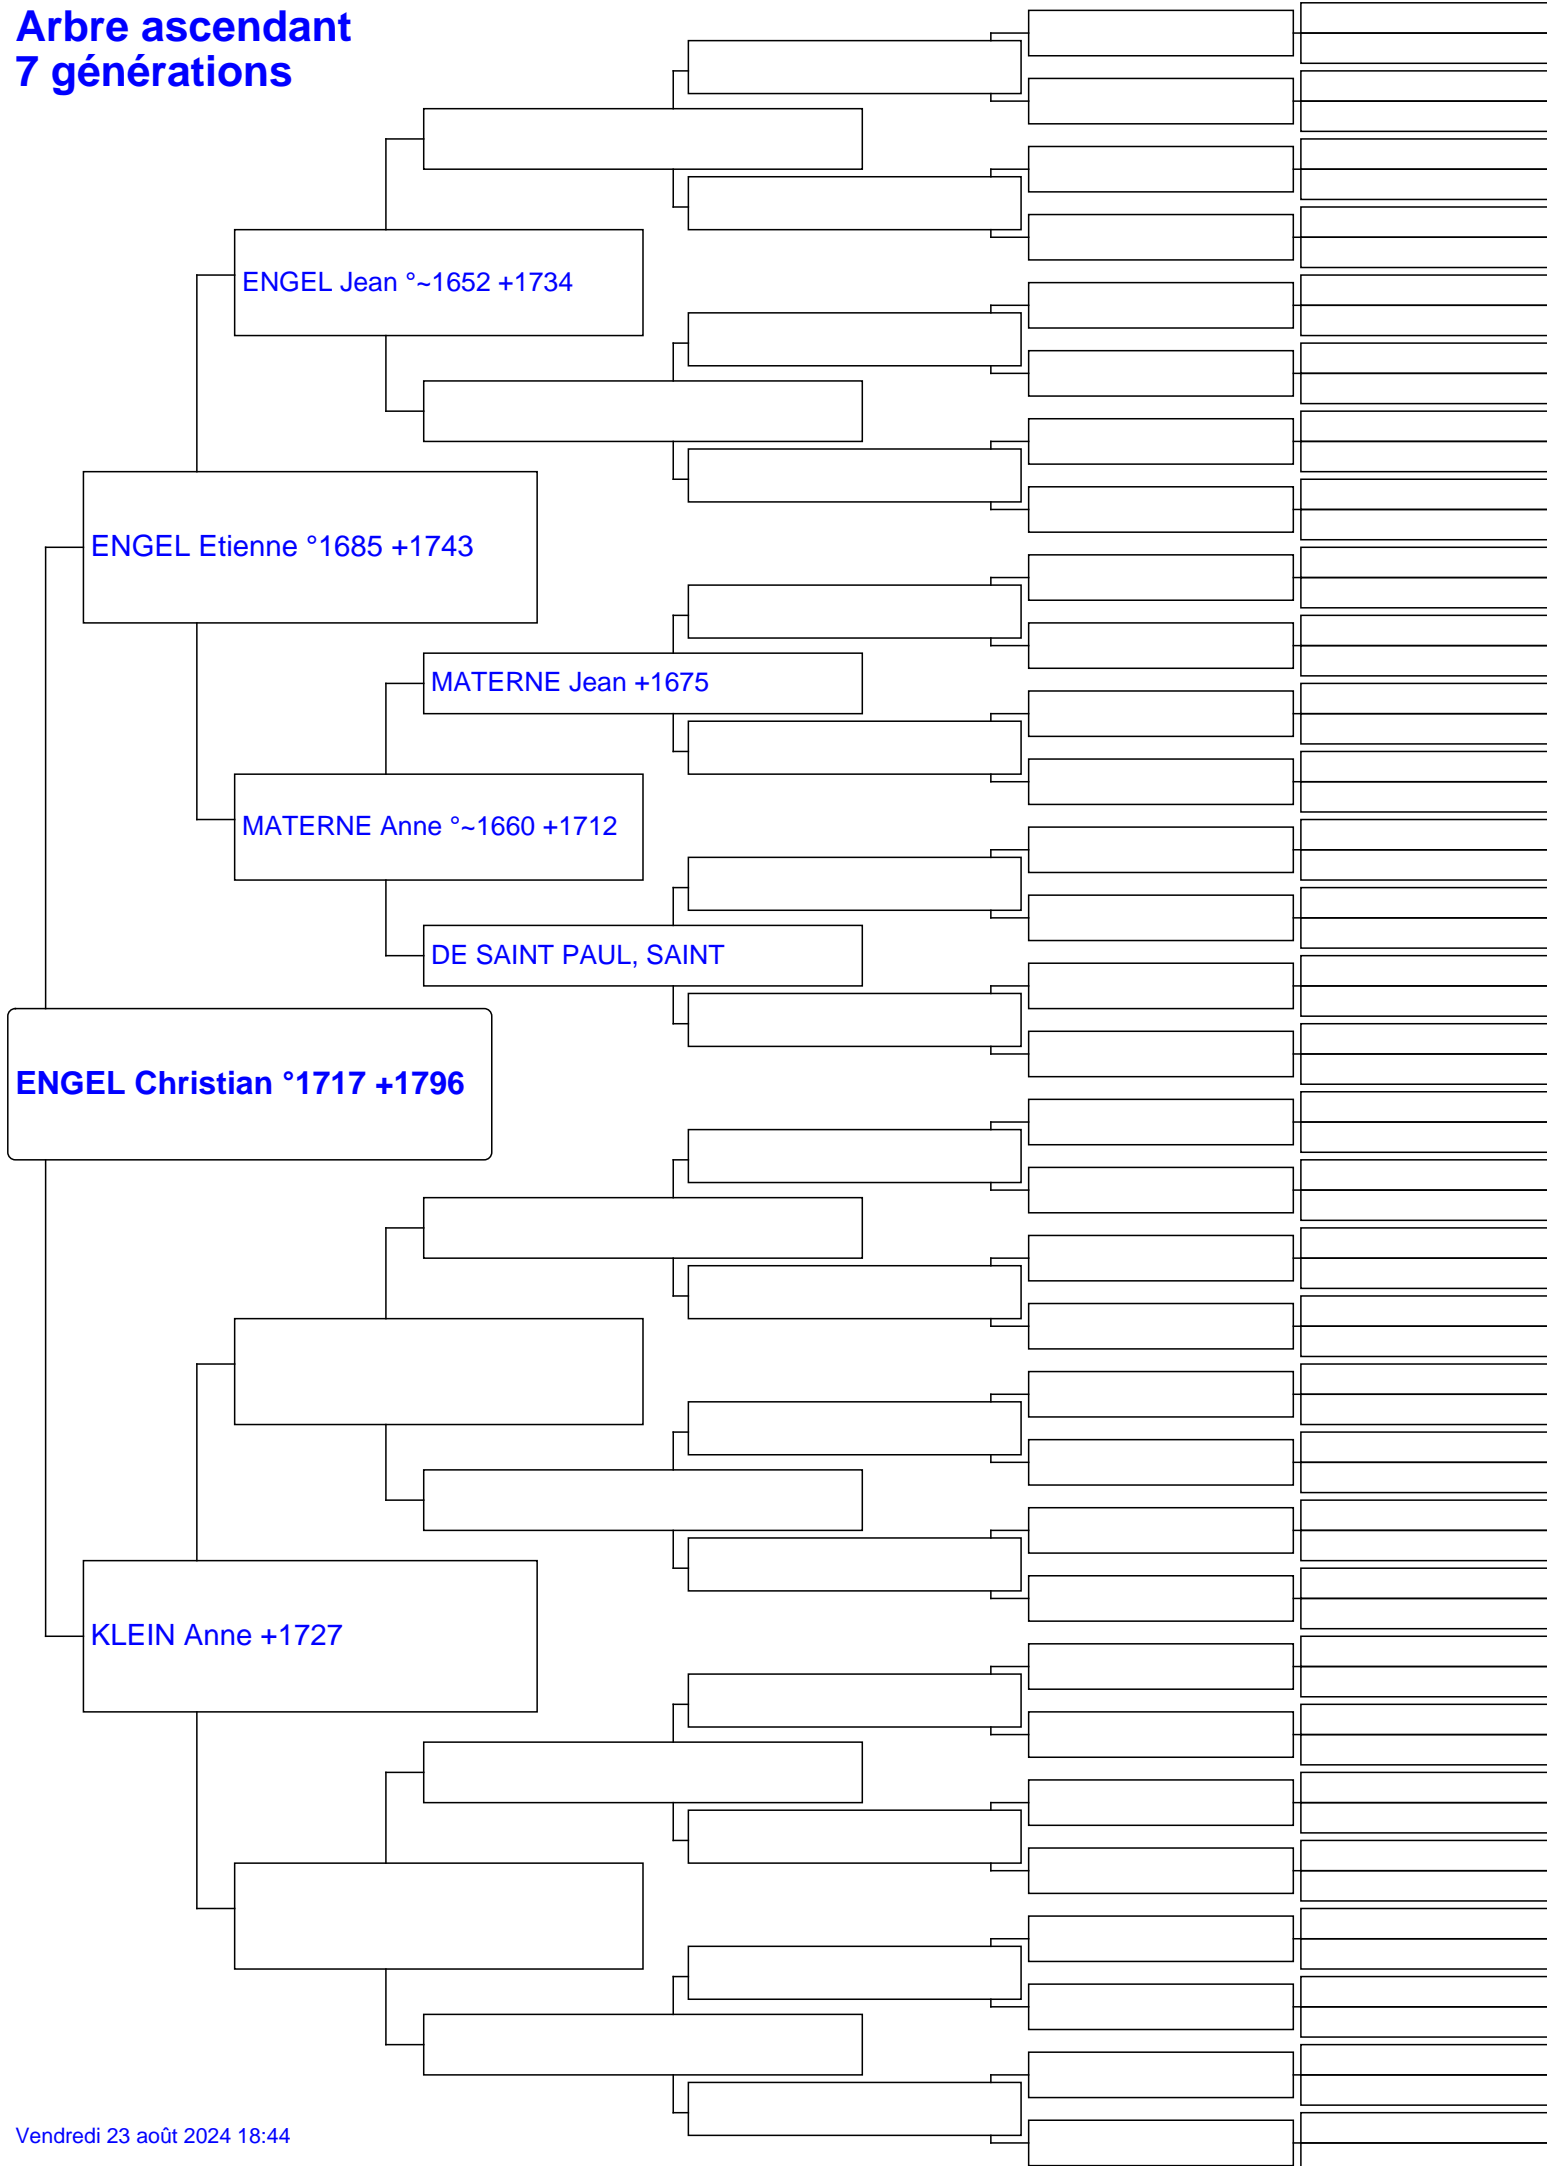 Arbre ascendant
7 générations
ENGEL Jean °~1652 +1734
ENGEL Etienne °1685 +1743
MATERNE Jean +1675
MATERNE Anne °~1660 +1712
DE SAINT PAUL, SAINT
ENGEL Christian °1717 +1796
KLEIN Anne +1727
Vendredi 23 août 2024 18:44